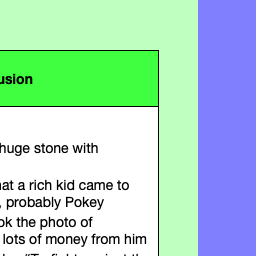 usion
huge stone with
at a rich kid came to
, probably Pokey
ok the photo of
lots of money from him